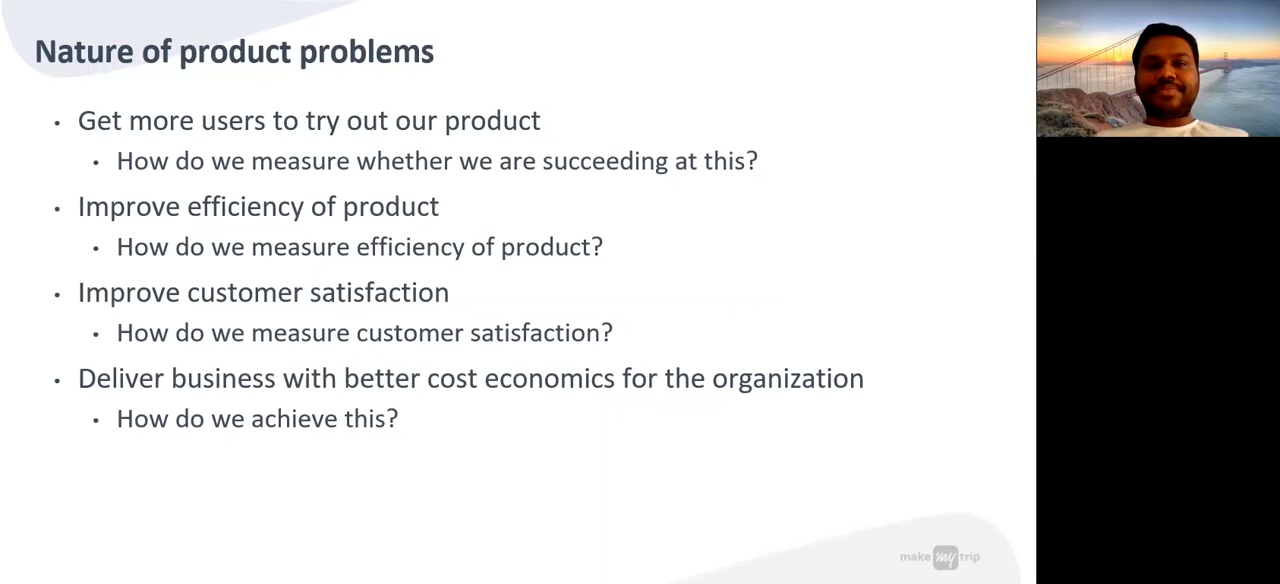 Nature of product problems
• Get more users to try out our product
• How do we measure whether we are succeeding at this?
• Improve efficiency of product
• How do we measure efficiency of product?
• Improve customer satisfaction
• How do we measure customer satisfaction?
• Deliver business with better cost economics for the organization
• How do we achieve this?
make my trip